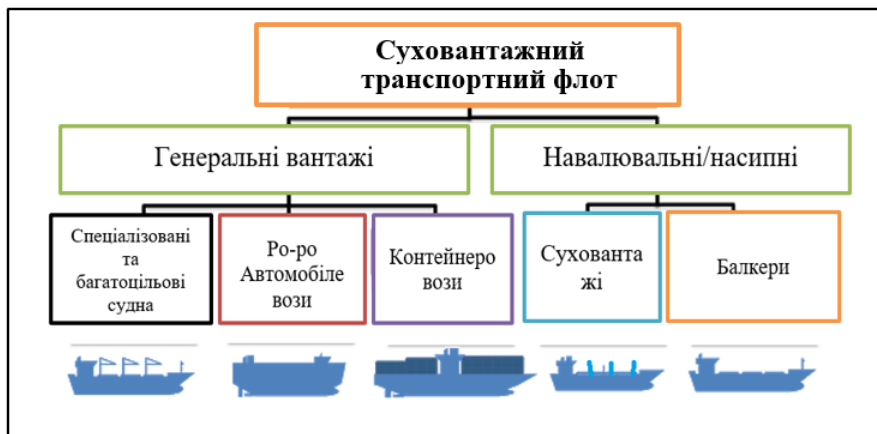 Суховантажний
транспортний флот
Генеральні вантажі
Навалювальні/насипні
Спеціалізовані
та
багатоцільові
судна
Ро-ро
Автомобіле
вози
Контейнеро
вози
Сухованта
жі
Балкери